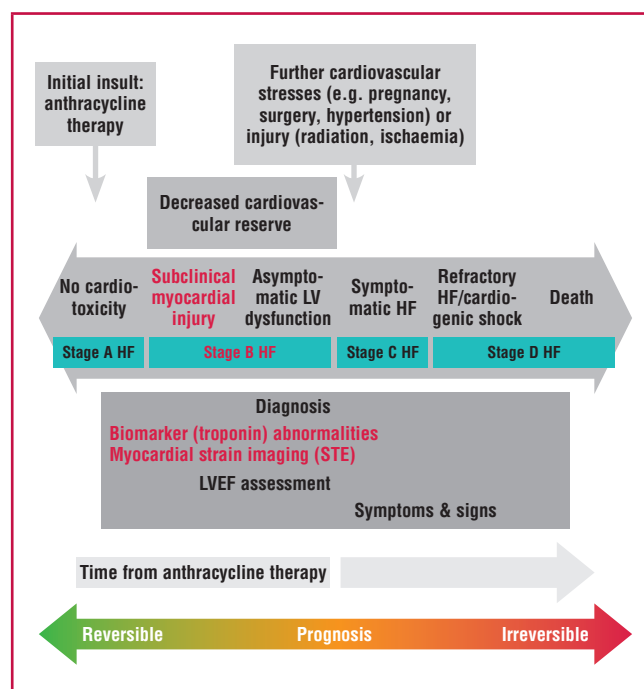 Initial insult:
anthracycline
therapy
Further cardiovascular
stresses (e.g. pregnancy,
surgery, hypertension) or
injury (radiation, ischaemia)
Decreased cardiovas-
cular reserve
No cardio-
toxicity
Subclinical
myocardial
injury
Asympto-
matic LV
dysfunction
Sympto-
matic HF
Refractory
HF/cardio-
genic shock
Death
Stage A HF
Stage B HF
Stage C HF
Stage D HF
Diagnosis
Biomarker (troponin) abnormalities
Myocardial strain imaging (STE)
LVEF assessment
Symptoms & signs
Time from anthracycline therapy
Reversible
Prognosis
Irreversible